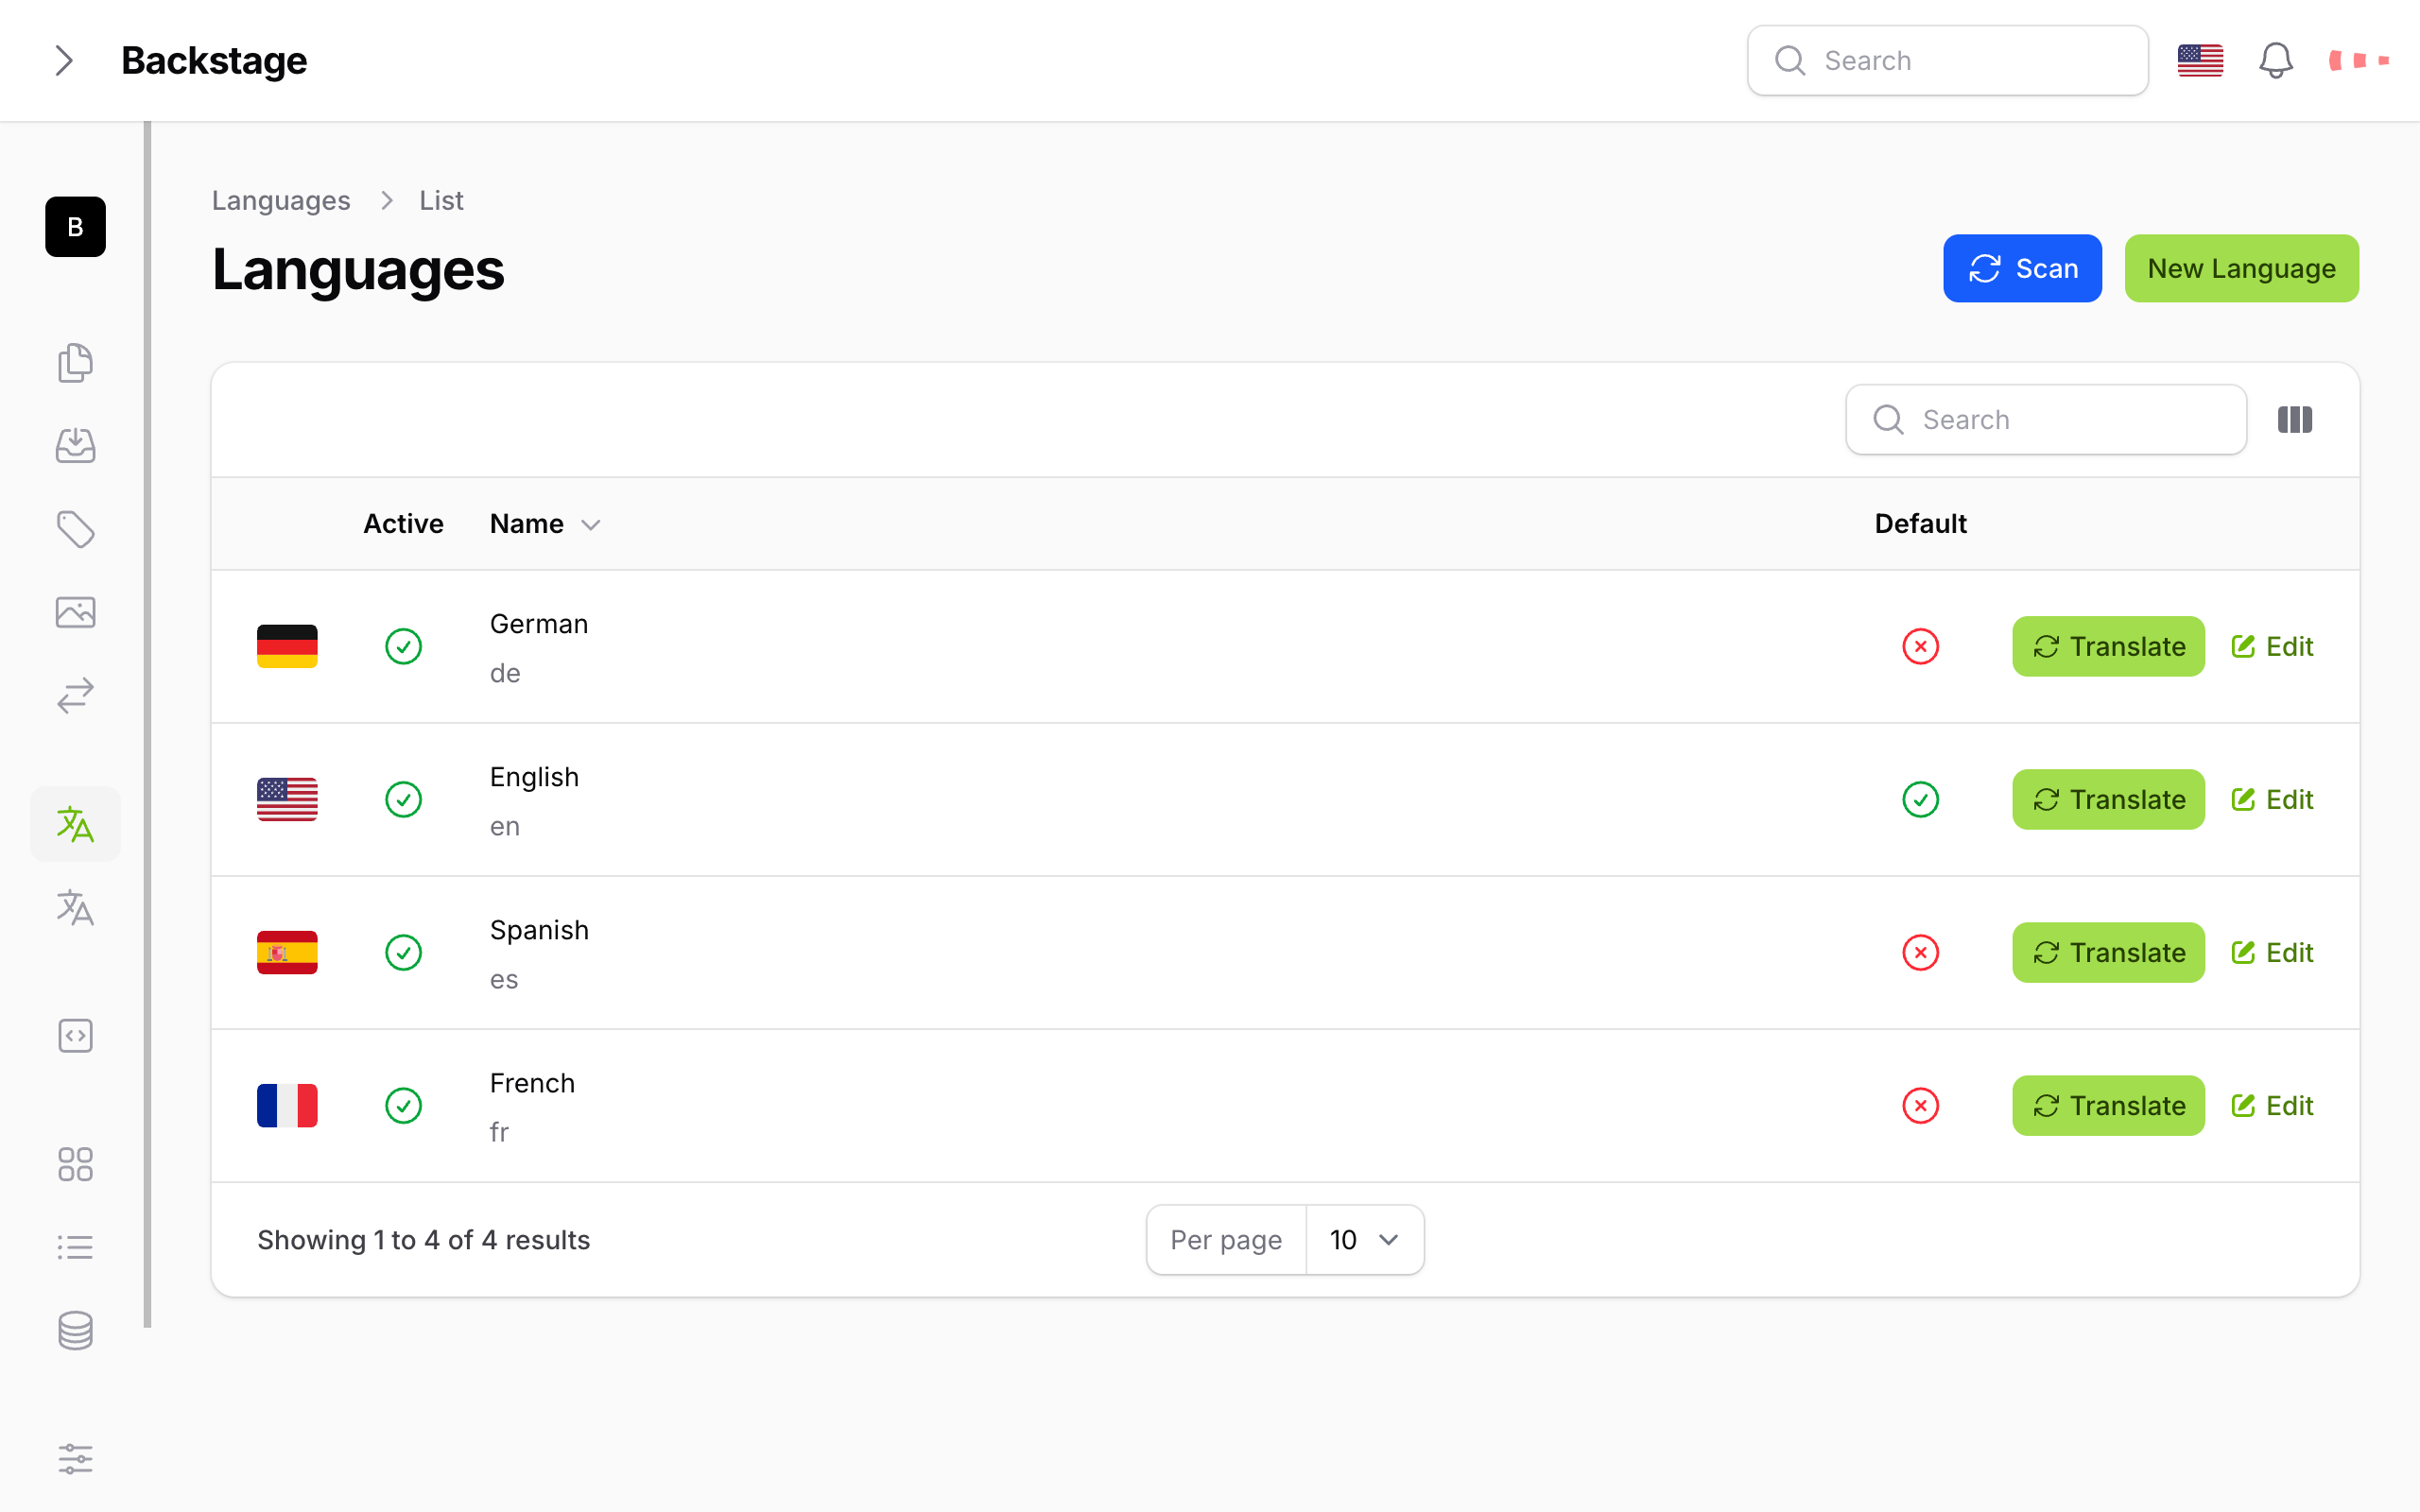 Backstage
Search
B
Languages > List
Languages
Scan
New Language
Search
Active Name Default
German
de
Translate Edit
English
en
Translate Edit
Spanish
es
Translate Edit
French
fr
Translate Edit
Showing 1 to 4 of 4 results
Per page 10